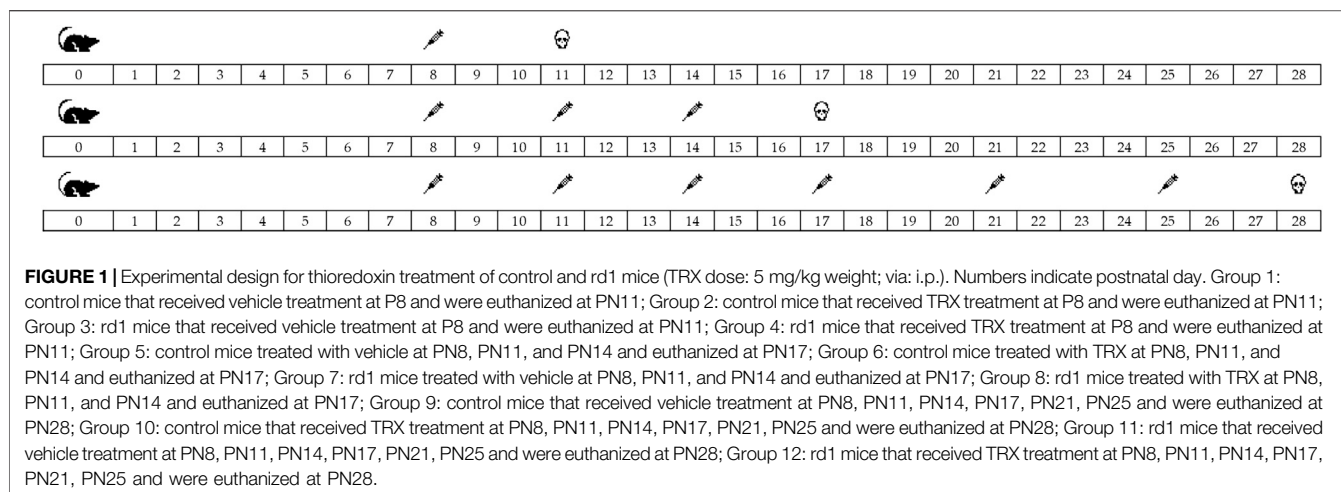 0 1 2 3 4 5 6 7 8 9 10 11 12 13 14 15 16 17 18 19 20 21 22 23 24 25 26 27 28
0 1 2 3 4 5 6 7 8 9 10 11 12 13 14 15 16 17 18 19 20 21 22 23 24 25 26 27 28
0 1 2 3 4 5 6 7 8 9 10 11 12 13 14 15 16 17 18 19 20 21 22 23 24 25 26 27 28
FIGURE 1 | Experimental design for thioredoxin treatment of control and rd1 mice (TRX dose: 5 mg/kg weight; via: i.p.). Numbers indicate postnatal day. Group 1:
control mice that received vehicle treatment at P8 and were euthanized at PN11; Group 2: control mice that received TRX treatment at P8 and were euthanized at PN11;
Group 3: rd1 mice that received vehicle treatment at P8 and were euthanized at PN11; Group 4: rd1 mice that received TRX treatment at P8 and were euthanized at
PN11; Group 5: control mice treated with vehicle at PN8, PN11, and PN14 and euthanized at PN17; Group 6: control mice treated with TRX at PN8, PN11, and
PN14 and euthanized at PN17; Group 7: rd1 mice treated with vehicle at PN8, PN11, and PN14 and euthanized at PN17; Group 8: rd1 mice treated with TRX at PN8,
PN11, and PN14 and euthanized at PN17; Group 9: control mice that received vehicle treatment at PN8, PN11, PN14, PN17, PN21, PN25 and were euthanized at
PN28; Group 10: control mice that received TRX treatment at PN8, PN11, PN14, PN17, PN21, PN25 and were euthanized at PN28; Group 11: rd1 mice that received
vehicle treatment at PN8, PN11, PN14, PN17, PN21, PN25 and were euthanized at PN28; Group 12: rd1 mice that received TRX treatment at PN8, PN11, PN14, PN17,
PN21, PN25 and were euthanized at PN28.